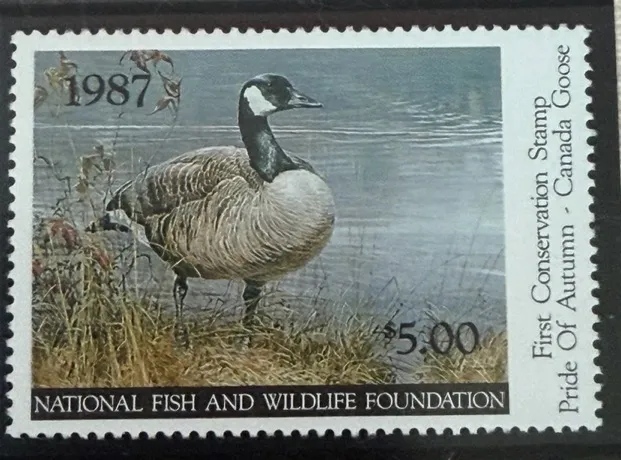 1987
$5.00
NATIONAL FISH AND WILDLIFE FOUNDATION
First Conservation Stamp
Pride Of Autumn - Canada Goose